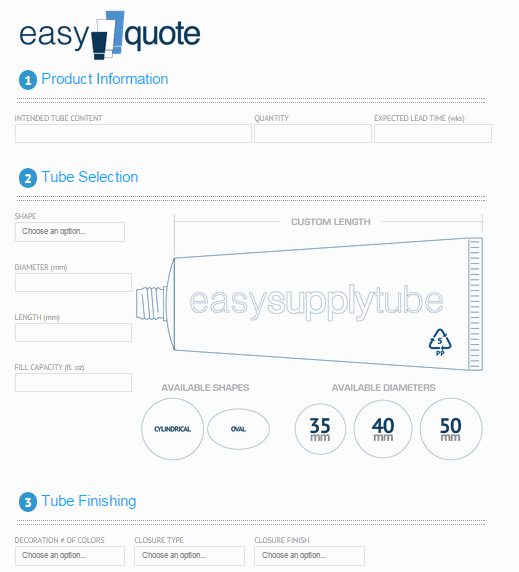 easy quote
1 Product Information
INTENDED TUBE CONTENT QUANTITY EXPECTED LEAD TIME (wks)
2 Tube Selection
SHAPE
Choose an option...
CUSTOM LENGTH
DIAMETER (mm)
easysupplytube
LENGTH (mm)
5
PP
FILL CAPACITY (fl. oz)
AVAILABLE SHAPES AVAILABLE DIAMETERS
CYLINDRICAL OVAL 35 mm 40 mm 50 mm
3 Tube Finishing
DECORATION # OF COLORS CLOSURE TYPE CLOSURE FINISH
Choose an option... Choose an option... Choose an option...